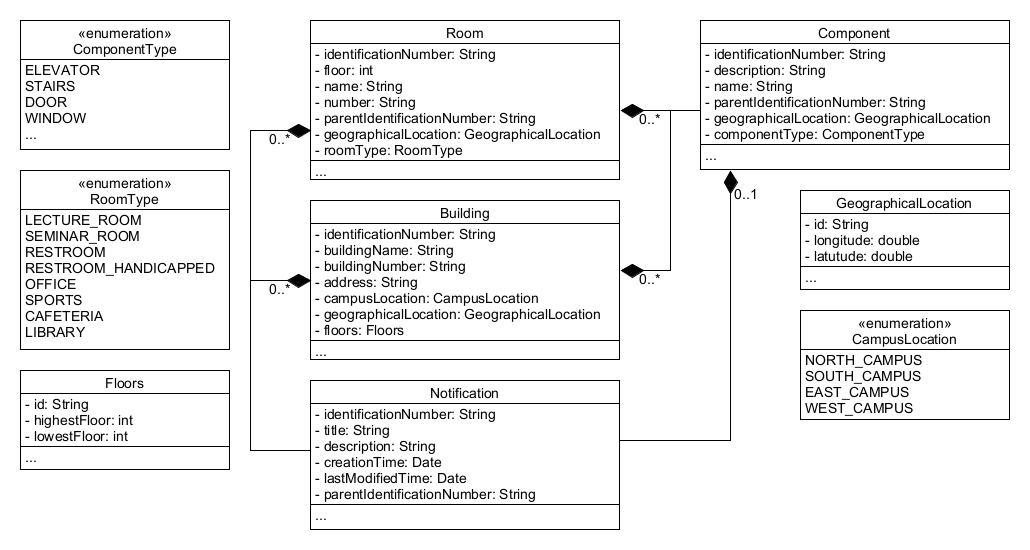 «enumeration»
ComponentType
ELEVATOR
STAIRS
DOOR
WINDOW
...
«enumeration»
RoomType
LECTURE_ROOM
SEMINAR_ROOM
RESTROOM
RESTROOM_HANDICAPPED
OFFICE
SPORTS
CAFETERIA
LIBRARY
Floors
- id: String
- highestFloor: int
- lowestFloor: int
...
Room
- identificationNumber: String
- floor: int
- name: String
- number: String
- parentIdentificationNumber: String
- geographicalLocation: GeographicalLocation
- roomType: RoomType
...
0..*
0..*
Building
- identificationNumber: String
- buildingName: String
- buildingNumber: String
- address: String
- campusLocation: CampusLocation
- geographicalLocation: GeographicalLocation
- floors: Floors
...
0..*
0..*
Notification
- identificationNumber: String
- title: String
- description: String
- creationTime: Date
- lastModifiedTime: Date
- parentIdentificationNumber: String
...
Component
- identificationNumber: String
- description: String
- name: String
- parentIdentificationNumber: String
- geographicalLocation: GeographicalLocation
- componentType: ComponentType
...
0..1
GeographicalLocation
- id: String
- longitude: double
- latutude: double
...
«enumeration»
CampusLocation
NORTH_CAMPUS
SOUTH_CAMPUS
EAST_CAMPUS
WEST_CAMPUS